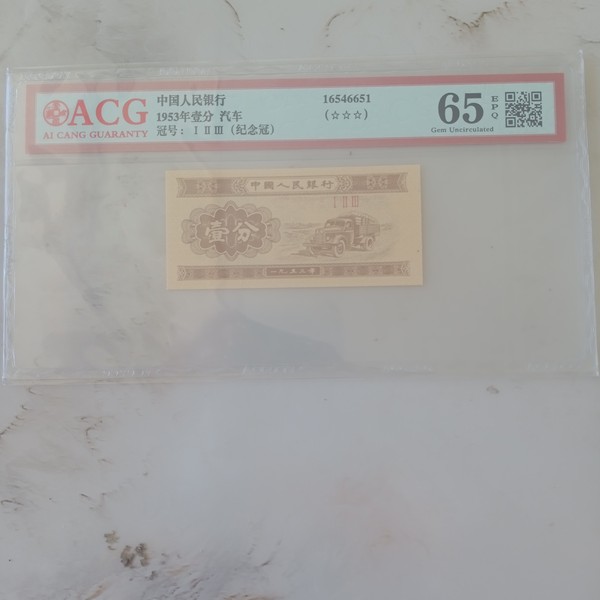 ACG
AI CANG GUARANTY
中国人民银行
1953年壹分 汽车
冠号：ⅠⅡⅢ（纪念冠）
16546651
(☆☆☆)
65
EPQ
Gem Uncirculated
中國人民銀行
ⅠⅡⅢ
壹分
一九五三年